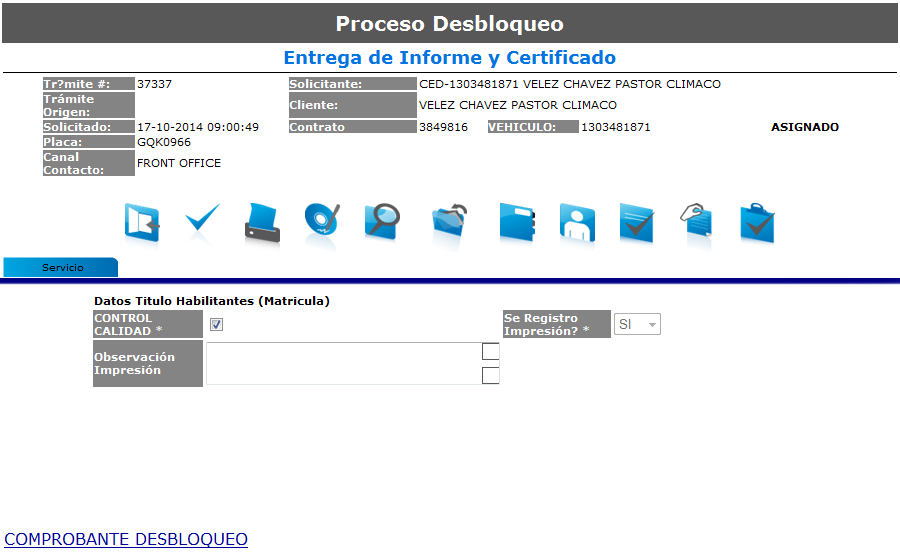 Proceso Desbloqueo
Entrega de Informe y Certificado
Tr?mite #: 37337 Solicitante: CED-1303481871 VELEZ CHAVEZ PASTOR CLIMACO
Trámite
Origen: Cliente: VELEZ CHAVEZ PASTOR CLIMACO
Solicitado: 17-10-2014 09:00:49 Contrato 3849816 VEHICULO: 1303481871 ASIGNADO
Placa: GQK0966
Canal
Contacto: FRONT OFFICE
Servicio
Datos Titulo Habilitantes (Matricula)
CONTROL
CALIDAD *
Se Registro
Impresión? * SI
Observación
Impresión
COMPROBANTE DESBLOQUEO